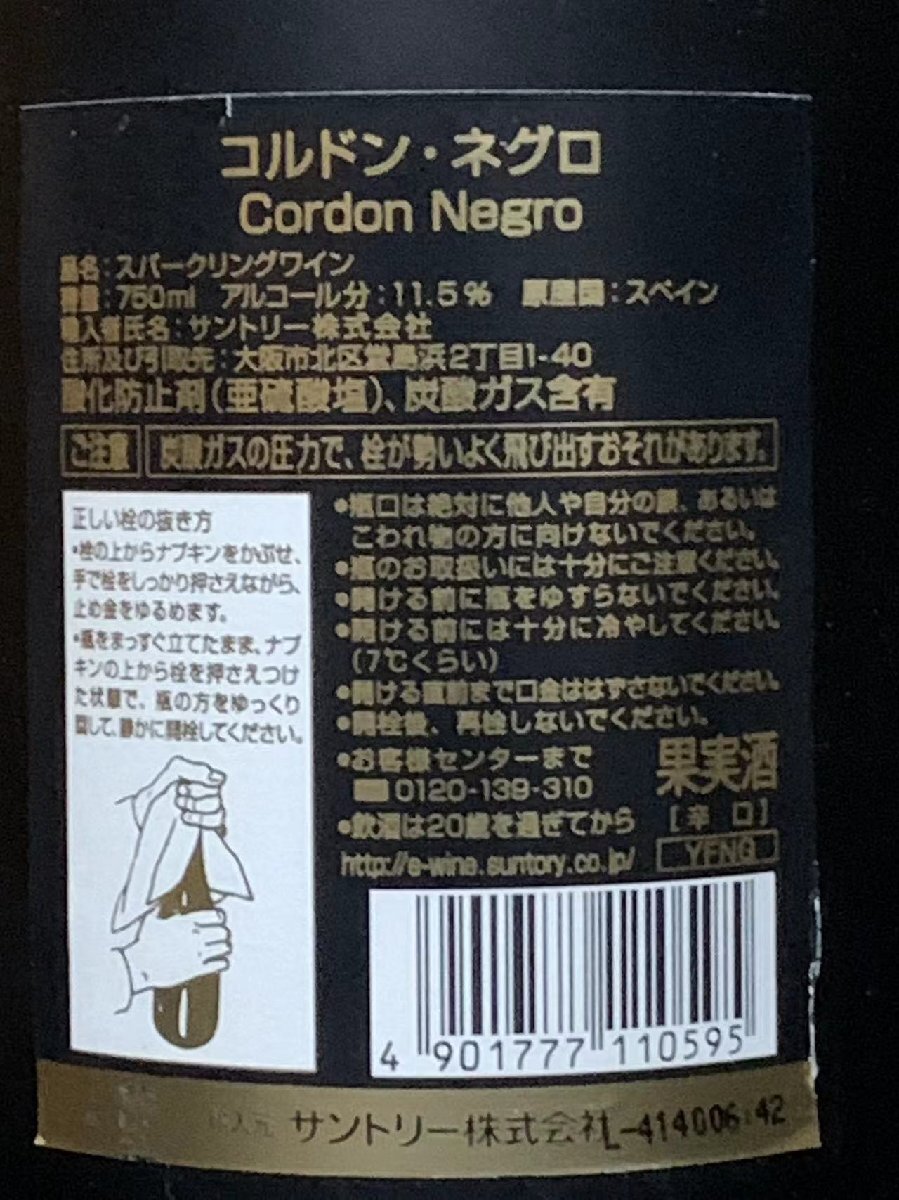 コルドン・ネグロ
Cordon Negro
品名：スパークリングワイン
容量：750ml アルコール分：11.5% 原産国：スペイン
輸入者氏名：サントリー株式会社
住所及び引取先：大阪市北区堂島浜2丁目1-40
酸化防止剤（亜硫酸塩）、炭酸ガス含有
ご注意 炭酸ガスの圧力で、栓が勢いよく飛び出すおそれがあります。
正しい栓の抜き方
・栓の上からナプキンをかぶせ、
手で栓をしっかり押さえながら、
止め金をゆるめます。
・瓶をまっすぐ立てたまま、ナプ
キンの上から栓を押さえつけ
た状態で、瓶の方をゆっくり
回して、静かに開栓してください。
●瓶口は絶対に他人や自分の顔、あるいは
こわれ物の方に向けないでください。
●瓶のお取扱いには十分にご注意ください。
●開ける前に瓶をゆすらないでください。
●開ける前には十分に冷やしてください。
（7℃くらい）
●開ける直前まで口金ははずさないでください。
●開栓後、再栓しないでください。
●お客様センターまで
0120-139-310
●飲酒は20歳を過ぎてから
http://e-wine.suntory.co.jp/
果実酒
［辛 口］
YFNG
4 901777 110595
サントリー株式会社 L-414006:42